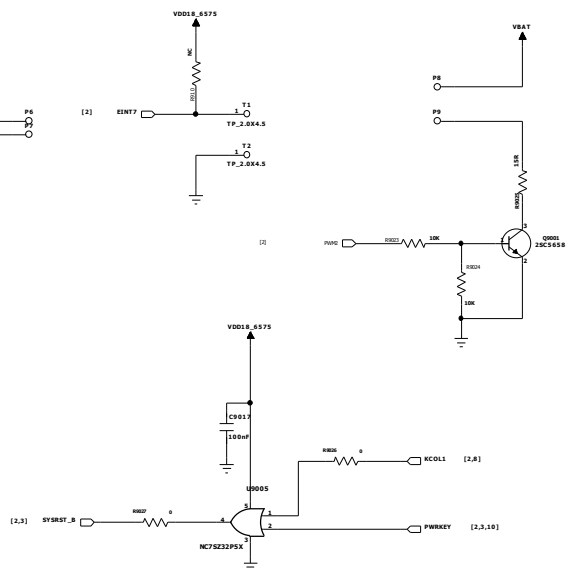 VDD18_6575
NC
R910
P6
P7
[2]
EINT7
1
T1
TP_2.0X4.5
1
T2
TP_2.0X4.5
VBAT
P8
P9
15R
R9025
[2]
PWM2
R9023
10K
1
3
2
Q9001
2SC5658
R9024
10K
VDD18_6575
C9017
100nF
R9026
0
KCOL1
[2,8]
U9005
5
1
2
4
3
NC7SZ32P5X
[2,3]
SYSRST_B
R9027
0
PWRKEY
[2,3,10]